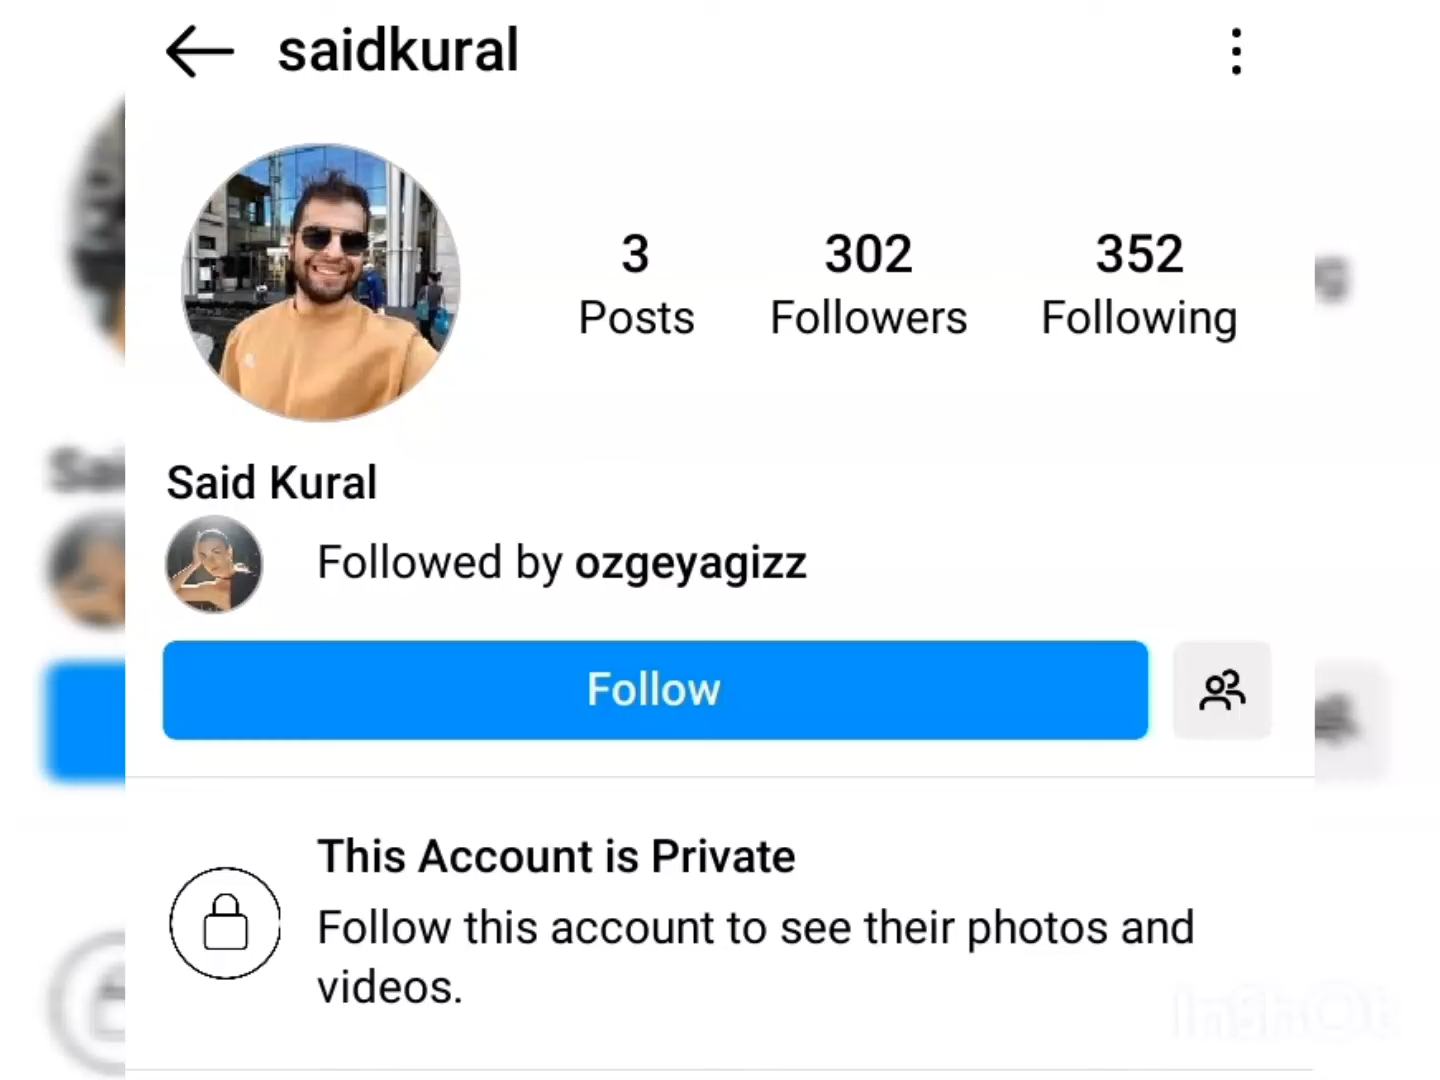 saidkural
3 302 352
Posts Followers Following
Said Kural
Followed by ozgeyagizz
Follow
This Account is Private
Follow this account to see their photos and
videos.
InShOt